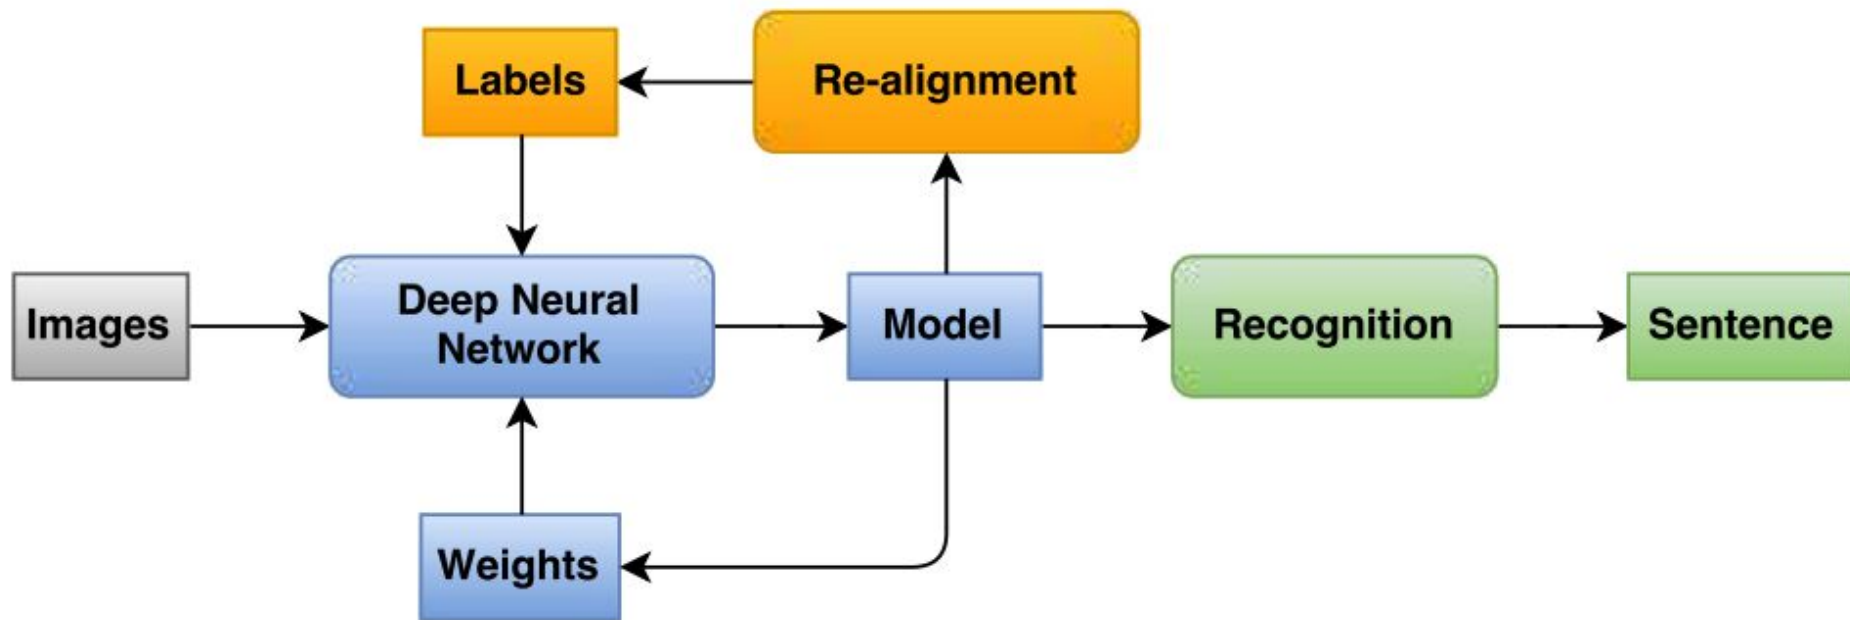 Labels
Re-alignment
Images
Deep Neural
Network
Model
Recognition
Sentence
Weights